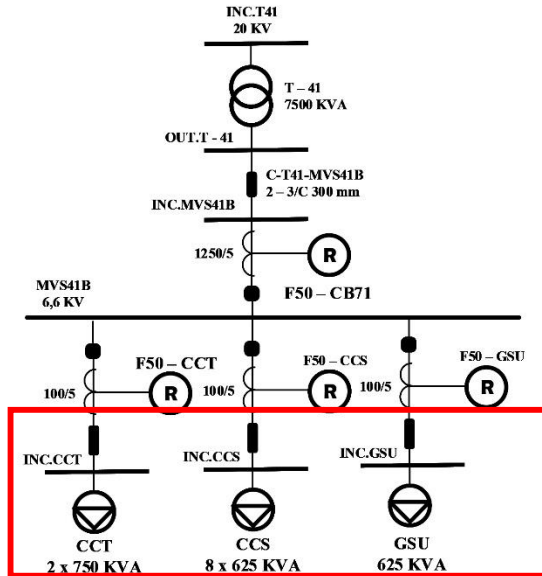 INC.T41
20 KV
T – 41
7500 KVA
OUT.T - 41
C-T41-MVS41B
2 – 3/C 300 mm
INC.MVS41B
1250/5
R
MVS41B
6,6 KV
F50 – CB71
F50 – CCT
F50 – CCS
F50 – GSU
100/5
R
100/5
R
100/5
R
INC.CCT
INC.CCS
INC.GSU
CCT
2 x 750 KVA
CCS
8 x 625 KVA
GSU
625 KVA